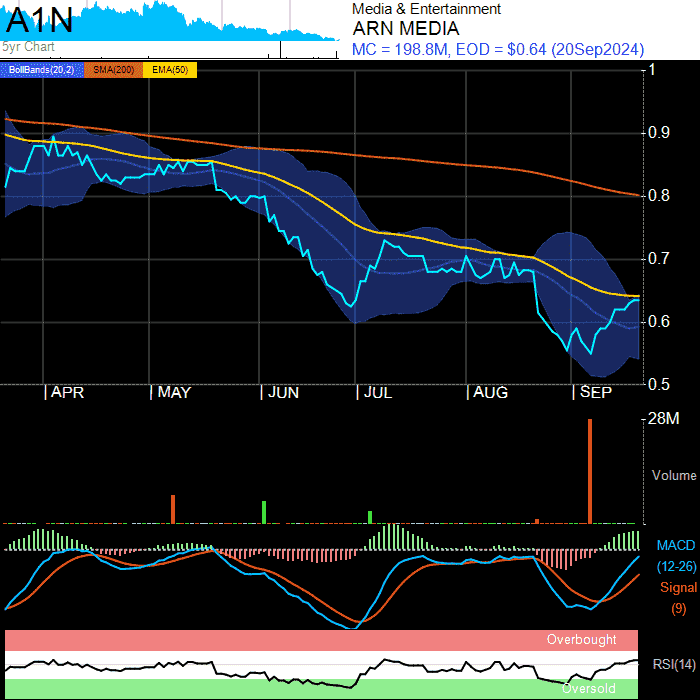 A1N
5yr Chart
Media & Entertainment
ARN MEDIA
MC = 198.8M, EOD = $0.64 (20Sep2024)
BollBands(20,2) SMA(200) EMA(50)
1
0.9
0.8
0.7
0.6
0.5
APR MAY JUN JUL AUG SEP
28M
Volume
MACD
(12-26)
Signal
(9)
Overbought
RSI(14)
Oversold